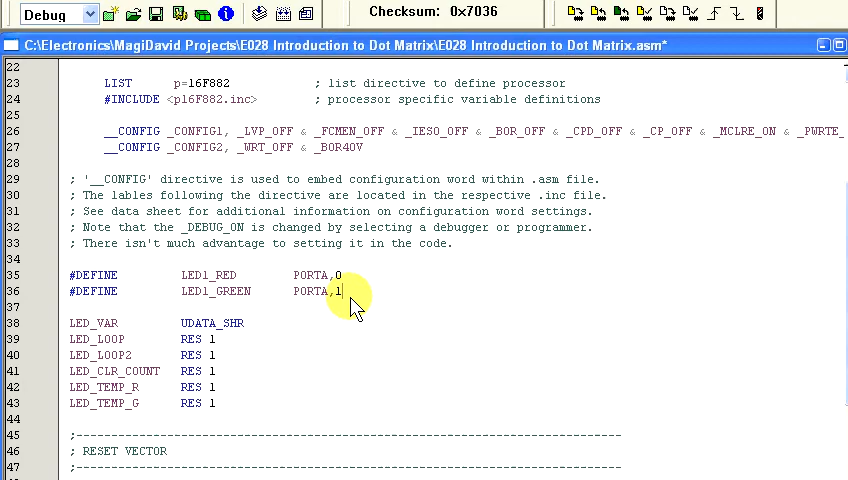 Debug
Checksum: 0x7036
C:\Electronics\MagiDavid Projects\E028 Introduction to Dot Matrix\E028 Introduction to Dot Matrix.asm*
22
23 LIST p=16F882 ; list directive to define processor
24 #INCLUDE <p16F882.inc> ; processor specific variable definitions
25
26 __CONFIG _CONFIG1, _LVP_OFF & _FCMEN_OFF & _IESO_OFF & _BOR_OFF & _CPD_OFF & _CP_OFF & _MCLRE_ON & _PWRTE_
27 __CONFIG _CONFIG2, _WRT_OFF & _BOR40V
28
29 ; '__CONFIG' directive is used to embed configuration word within .asm file.
30 ; The lables following the directive are located in the respective .inc file.
31 ; See data sheet for additional information on configuration word settings.
32 ; Note that the _DEBUG_ON is changed by selecting a debugger or programmer.
33 ; There isn't much advantage to setting it in the code.
34
35 #DEFINE LED1_RED PORTA,0
36 #DEFINE LED1_GREEN PORTA,1
37
38 LED_VAR UDATA_SHR
39 LED_LOOP RES 1
40 LED_LOOP2 RES 1
41 LED_CLR_COUNT RES 1
42 LED_TEMP_R RES 1
43 LED_TEMP_G RES 1
44
45 ;------------------------------------------------------------------------------
46 ; RESET VECTOR
47 ;------------------------------------------------------------------------------